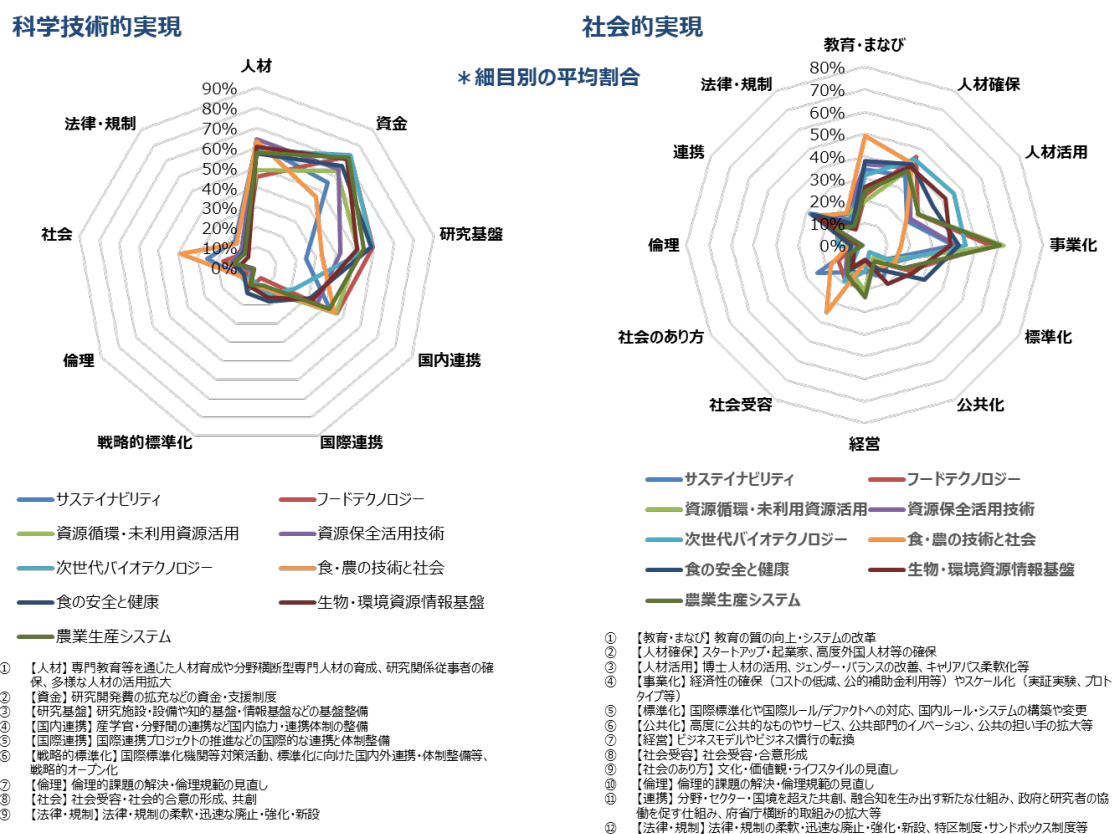 科学技術的実現
社会的実現
＊細目別の平均割合
人材
資金
研究基盤
国内連携
国際連携
戦略的標準化
倫理
社会
法律・規制
90%
80%
70%
60%
50%
40%
30%
20%
10%
0%
教育・まなび
人材確保
人材活用
事業化
標準化
公共化
経営
社会受容
社会のあり方
倫理
連携
法律・規制
80%
70%
60%
50%
40%
30%
20%
10%
0%
サステイナビリティ
フードテクノロジー
資源循環・未利用資源活用
資源保全活用技術
次世代バイオテクノロジー
食・農の技術と社会
食の安全と健康
生物・環境資源情報基盤
農業生産システム
サステイナビリティ
フードテクノロジー
資源循環・未利用資源活用
資源保全活用技術
次世代バイオテクノロジー
食・農の技術と社会
食の安全と健康
生物・環境資源情報基盤
農業生産システム
① 【人材】 専門教育等を通じた人材育成や分野横断型専門人材の育成、研究関係従事者の確
保、多様な人材の活用拡大
② 【資金】 研究開発費の拡充などの資金・支援制度
③ 【研究基盤】 研究施設・設備や知的基盤・情報基盤などの基盤整備
④ 【国内連携】 産学官・分野間の連携など国内協力・連携体制の整備
⑤ 【国際連携】 国際連携プロジェクトの推進などの国際的な連携と体制整備
⑥ 【戦略的標準化】 国際標準化機関等対策活動、標準化に向けた国内外連携・体制整備等、
戦略的オープン化
⑦ 【倫理】 倫理的課題の解決・倫理規範の見直し
⑧ 【社会】 社会受容・社会的合意の形成、共創
⑨ 【法律・規制】 法律・規制の柔軟・迅速な廃止・強化・新設
① 【教育・まなび】 教育の質の向上・システムの改革
② 【人材確保】 スタートアップ・起業家、高度外国人材等の確保
③ 【人材活用】 博士人材の活用、ジェンダー・バランスの改善、キャリアパス柔軟化等
④ 【事業化】 経済性の確保（コストの低減、公的補助金利用等）やスケール化（実証実験、プロト
タイプ等）
⑤ 【標準化】 国際標準化や国際ルール/デファクトへの対応、国内ルール・システムの構築や変更
⑥ 【公共化】 高度に公共的なものやサービス、公共部門のイノベーション、公共の担い手の拡大等
⑦ 【経営】 ビジネスモデルやビジネス慣行の転換
⑧ 【社会受容】 社会受容・合意形成
⑨ 【社会のあり方】 文化・価値観・ライフスタイルの見直し
⑩ 【倫理】 倫理的課題の解決・倫理規範の見直し
⑪ 【連携】 分野・セクター・国境を超えた共創、融合知を生み出す新たな仕組み、政府と研究者の協
働を促す仕組み、府省庁横断的取組みの拡大等
⑫ 【法律・規制】 法律・規制の柔軟・迅速な廃止・強化・新設、特区制度・サンドボックス制度等